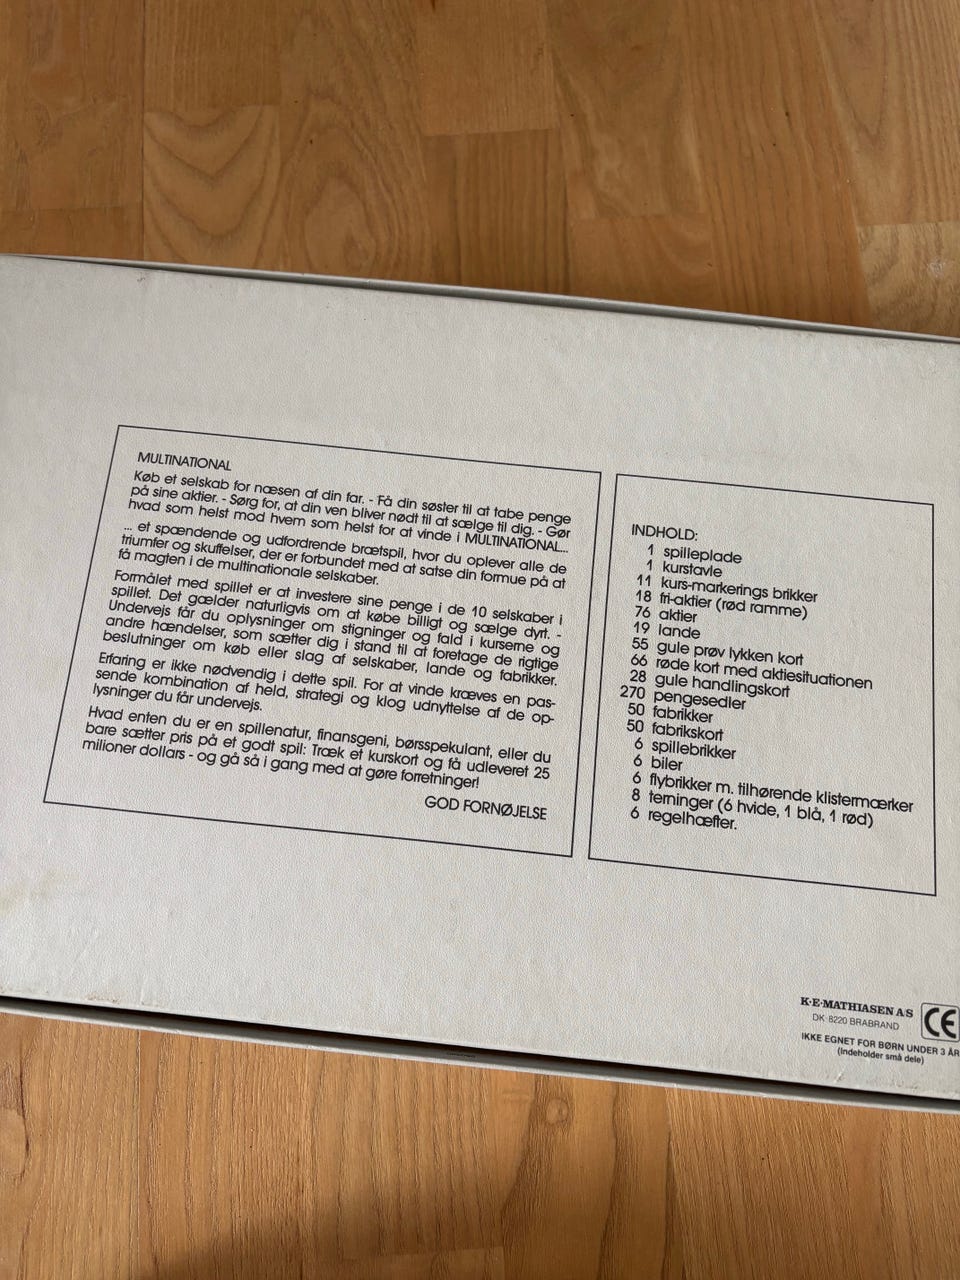 MULTINATIONAL
Køb et selskab for næsen af din far. - Få din søster til at tabe penge
på sine aktier. - Sørg for, at din ven bliver nødt til at sælge til dig. - Gør
hvad som helst mod hvem som helst for at vinde i MULTINATIONAL...
... et spændende og udfordrende brætspil, hvor du oplever alle de
triumfer og skuffelser, der er forbundet med at satse din formue på at
få magten i de multinationale selskaber.
Formålet med spillet er at investere sine penge i de 10 selskaber i
spillet. Det gælder naturligvis om at købe billigt og sælge dyrt. -
Undervejs får du oplysninger om stigninger og fald i kurserne og
andre hændelser, som sætter dig i stand til at foretage de rigtige
beslutninger om køb eller slag af selskaber, lande og fabrikker.
Erfaring er ikke nødvendig i dette spil. For at vinde kræves en pas-
sende kombination af held, strategi og klog udnyttelse af de op-
lysninger du får undervejs.
Hvad enten du er en spillenatur, finansgeni, børsspekulant, eller du
bare sætter pris på et godt spil: Træk et kurskort og få udleveret 25
milioner dollars - og gå så i gang med at gøre forretninger!
GOD FORNØJELSE
INDHOLD:
1 spilleplade
1 kurstavle
11 kurs-markerings brikker
18 fri-aktier (rød ramme)
76 aktier
19 lande
55 gule prøv lykken kort
66 røde kort med aktiesituationen
28 gule handlingskort
270 pengesedler
50 fabrikker
50 fabrikskort
6 spillebrikker
6 biler
6 flybrikker m. tilhørende klistermærker
8 terninger (6 hvide, 1 blå, 1 rød)
6 regelhæfter.
K·E·MATHIASEN A/S
DK-8220 BRABRAND
CE
IKKE EGNET FOR BØRN UNDER 3 ÅR
(indeholder små dele)